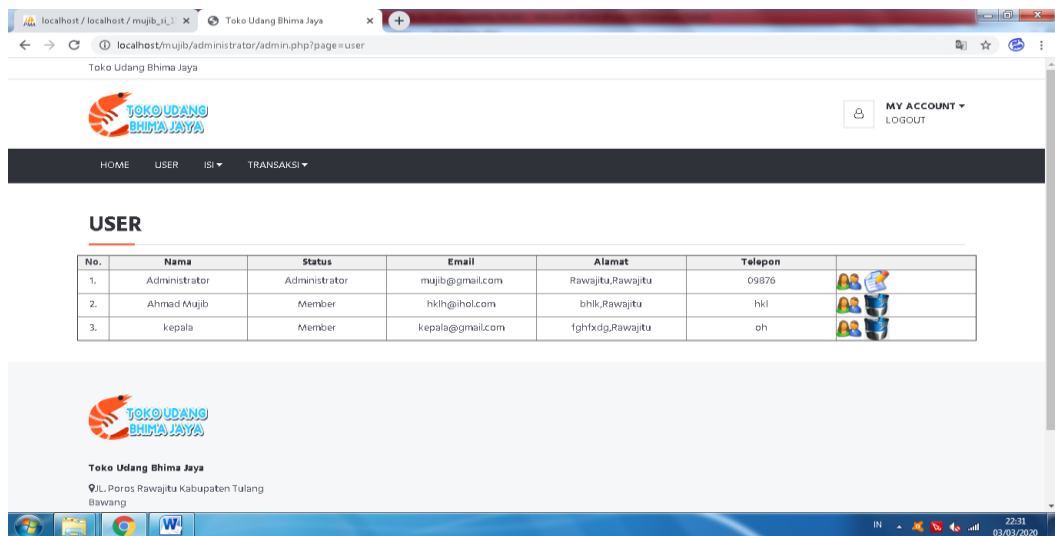 localhost / localhost / mujib_si_1
Toko Udang Bhima Jaya
localhost/mujib/administrator/admin.php?page=user
Toko Udang Bhima Jaya
TOKO UDANG
BHIMA JAYA
MY ACCOUNT
LOGOUT
HOME USER ISI TRANSAKSI
USER
No. Nama Status Email Alamat Telepon
1. Administrator Administrator mujib@gmail.com Rawajitu,Rawajitu 09876
2. Ahmad Mujib Member hklh@ihol.com bhlk,Rawajitu hkl
3. kepala Member kepala@gmail.com fghfxdg,Rawajitu oh
TOKO UDANG
BHIMA JAYA
Toko Udang Bhima Jaya
JL. Poros Rawajitu Kabupaten Tulang
Bawang
IN 22:31
03/03/2020